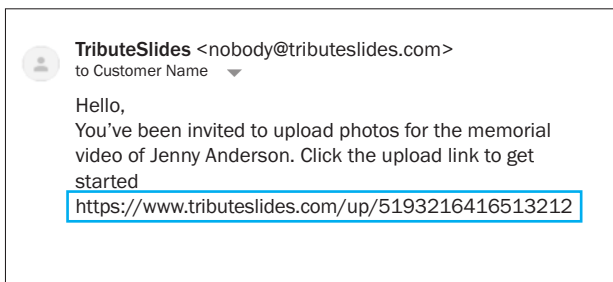 TributeSlides <nobody@tributeslides.com>
to Customer Name
Hello,
You’ve been invited to upload photos for the memorial
video of Jenny Anderson. Click the upload link to get
started
https://www.tributeslides.com/up/5193216416513212